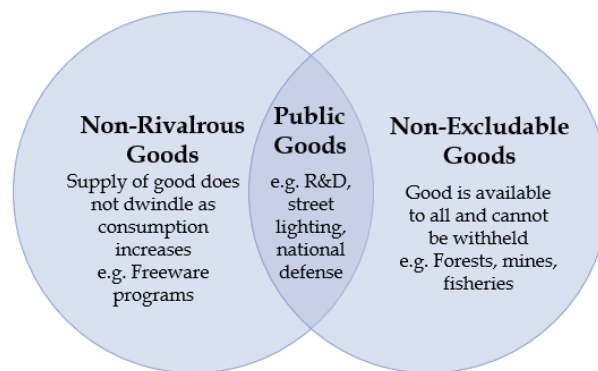 Non-Rivalrous
Goods
Supply of good does
not dwindle as
consumption
increases
e.g. Freeware
programs
Public
Goods
e.g. R&D,
street
lighting,
national
defense
Non-Excludable
Goods
Good is available
to all and cannot
be withheld
e.g. Forests, mines,
fisheries